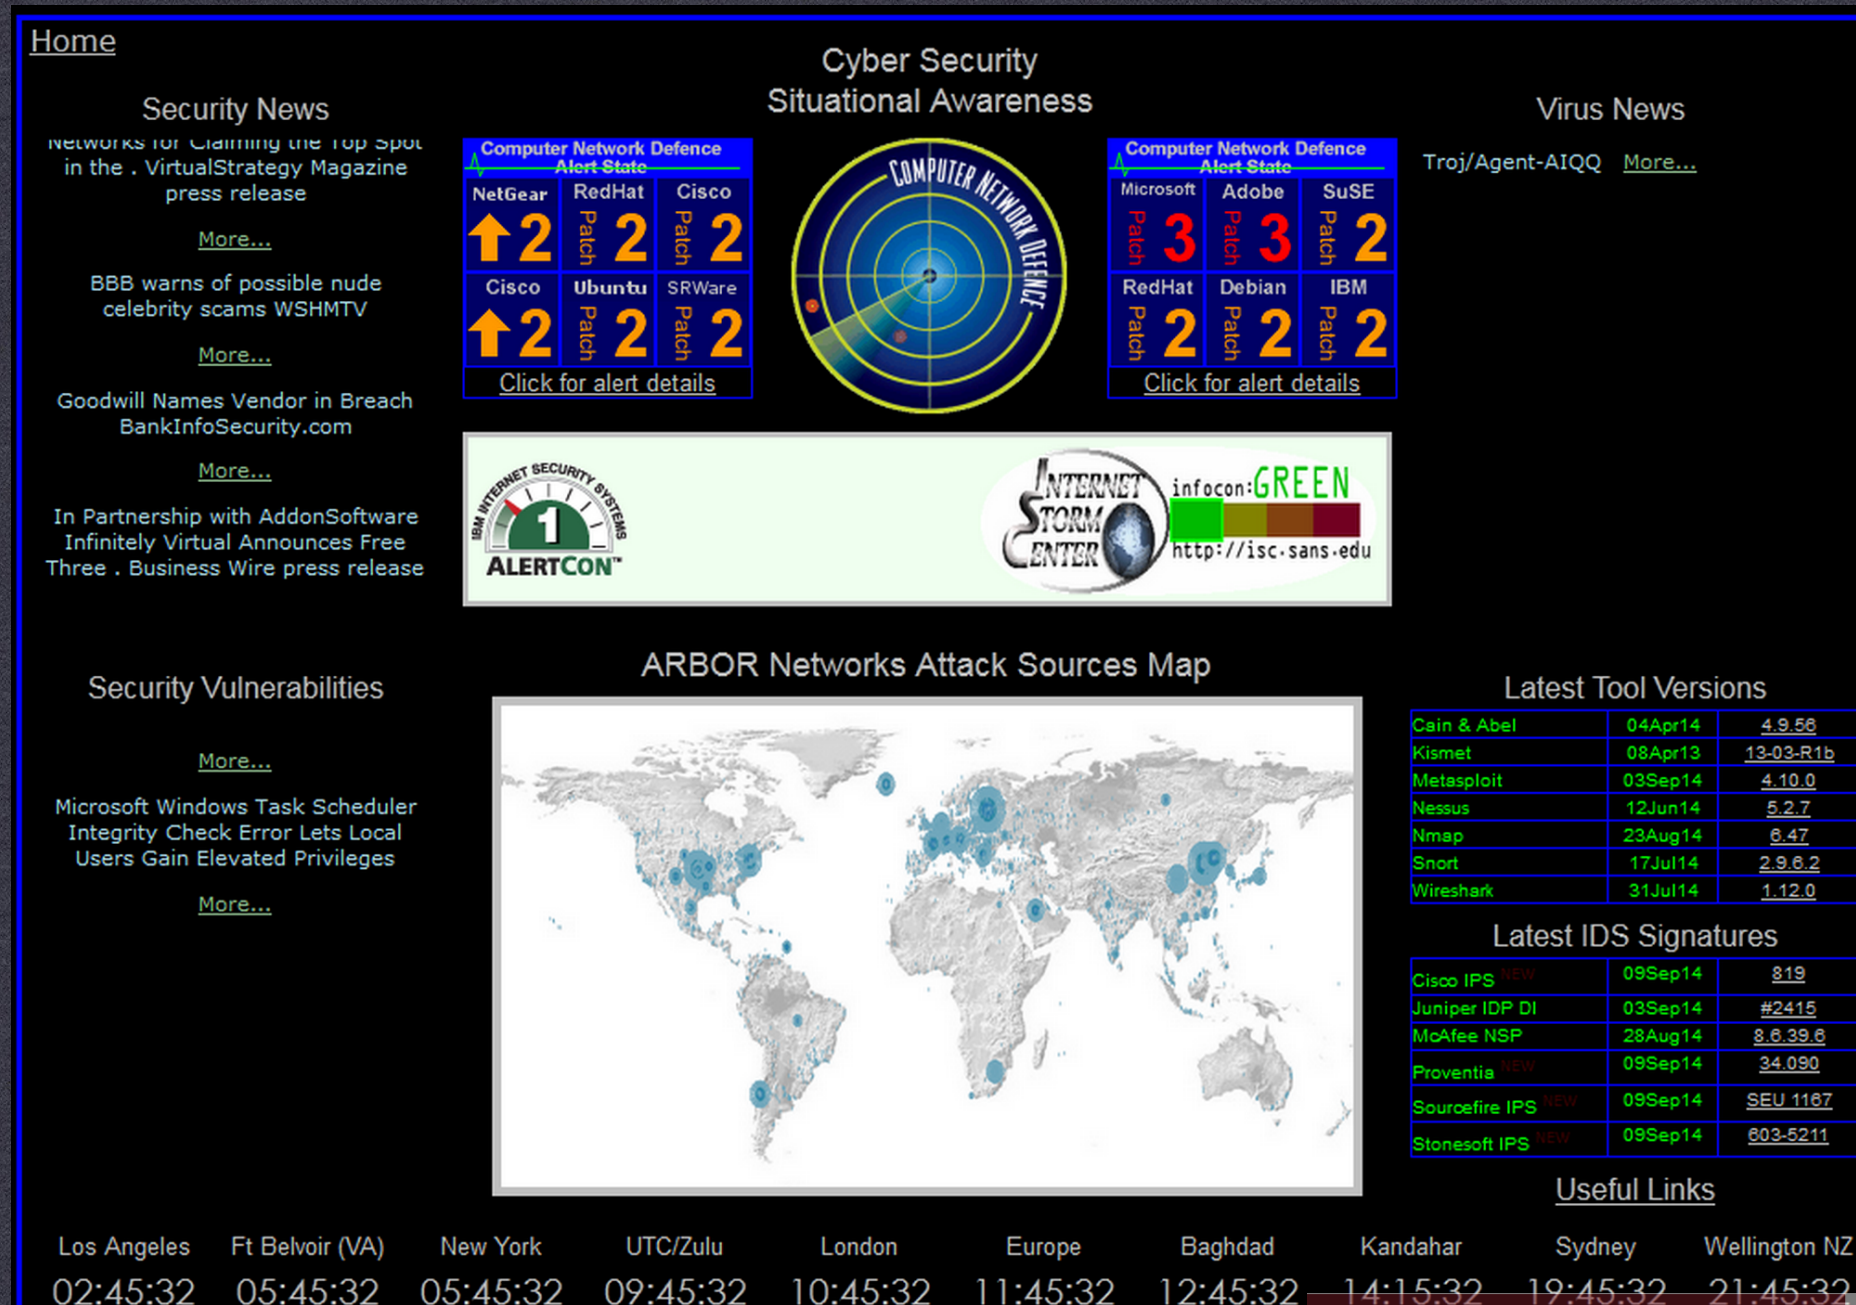 Home
Cyber Security
Situational Awareness
Security News
Networks for Claiming the Top Spot
in the . VirtualStrategy Magazine
press release
More...
BBB warns of possible nude
celebrity scams WSHMTV
More...
Goodwill Names Vendor in Breach
BankInfoSecurity.com
More...
In Partnership with AddonSoftware
Infinitely Virtual Announces Free
Three . Business Wire press release
Security Vulnerabilities
More...
Microsoft Windows Task Scheduler
Integrity Check Error Lets Local
Users Gain Elevated Privileges
More...
Computer Network Defence
Alert State
NetGear RedHat Cisco
2 Patch 2 Patch 2
Cisco Ubuntu SRWare
2 Patch 2 Patch 2
Click for alert details
COMPUTER NETWORK DEFENCE
Computer Network Defence
Alert State
Microsoft Adobe SuSE
Patch 3 Patch 3 Patch 2
RedHat Debian IBM
Patch 2 Patch 2 Patch 2
Click for alert details
IBM INTERNET SECURITY SYSTEMS
1
ALERTCON™
INTERNET
STORM
CENTER
infocon:GREEN
http://isc.sans.edu
ARBOR Networks Attack Sources Map
Virus News
Troj/Agent-AIQQ More...
Latest Tool Versions
Cain & Abel 04Apr14 4.9.56
Kismet 08Apr13 13-03-R1b
Metasploit 03Sep14 4.10.0
Nessus 12Jun14 5.2.7
Nmap 23Aug14 6.47
Snort 17Jul14 2.9.6.2
Wireshark 31Jul14 1.12.0
Latest IDS Signatures
Cisco IPS NEW 09Sep14 819
Juniper IDP DI 03Sep14 #2415
McAfee NSP 28Aug14 8.6.39.6
Proventia NEW 09Sep14 34.090
Sourcefire IPS NEW 09Sep14 SEU 1167
Stonesoft IPS NEW 09Sep14 603-5211
Useful Links
Los Angeles Ft Belvoir (VA) New York UTC/Zulu London Europe Baghdad Kandahar Sydney Wellington NZ
02:45:32 05:45:32 05:45:32 09:45:32 10:45:32 11:45:32 12:45:32 14:15:32 19:45:32 21:45:32